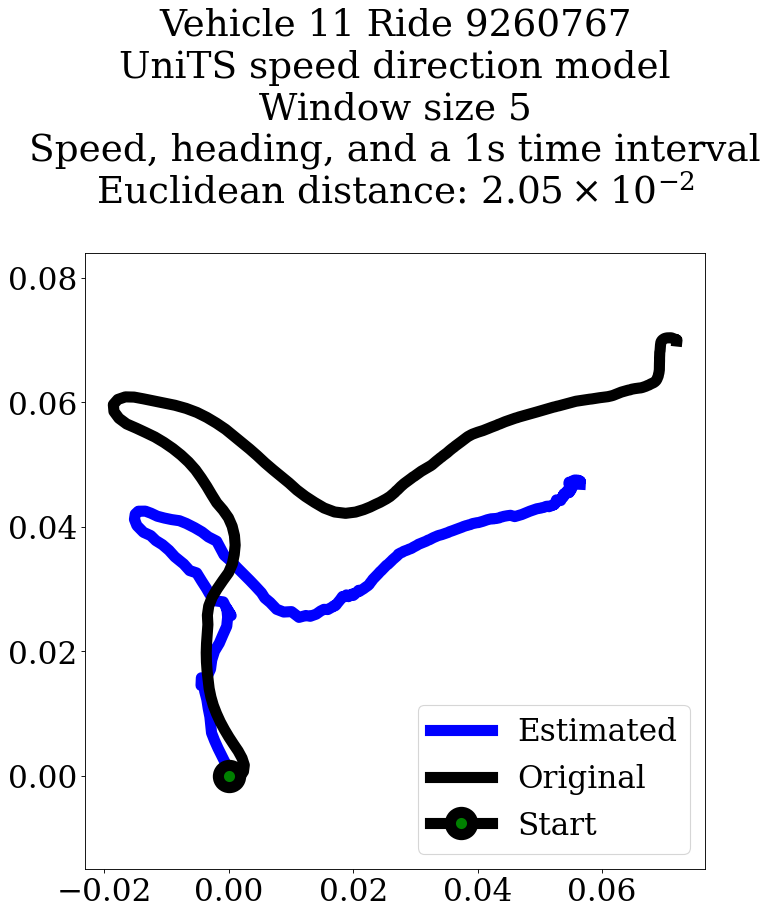 Vehicle 11 Ride 9260767
UniTS speed direction model
Window size 5
Speed, heading, and a 1s time interval
Euclidean distance: 2.05 × 10⁻²
0.08
0.06
0.04
0.02
0.00
Estimated
Original
Start
−0.02 0.00 0.02 0.04 0.06